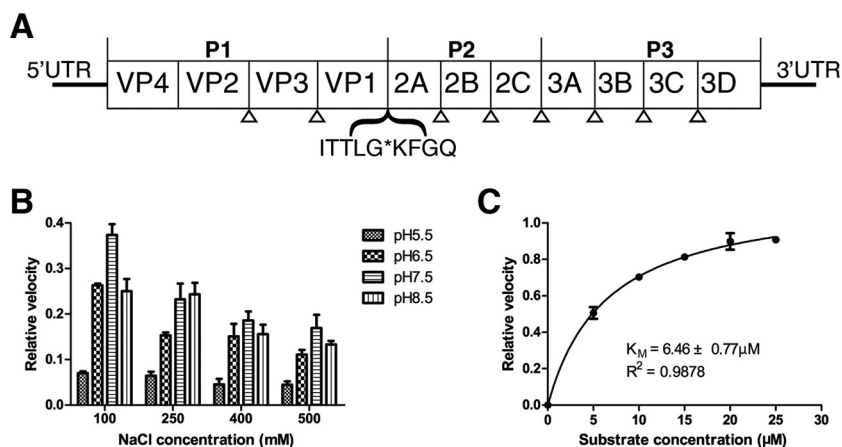 A
P1 P2 P3
5'UTR VP4 VP2 VP3 VP1 2A 2B 2C 3A 3B 3C 3D 3'UTR
ITTLG*KFGQ
B
Relative velocity
0.4
0.3
0.2
0.1
0.0
100 250 400 500
NaCl concentration (mM)
pH5.5
pH6.5
pH7.5
pH8.5
C
Relative velocity
1.0
0.8
0.6
0.4
0.2
0.0
KM = 6.46 ± 0.77µM
R2 = 0.9878
0 5 10 15 20 25 30
Substrate concentration (µM)